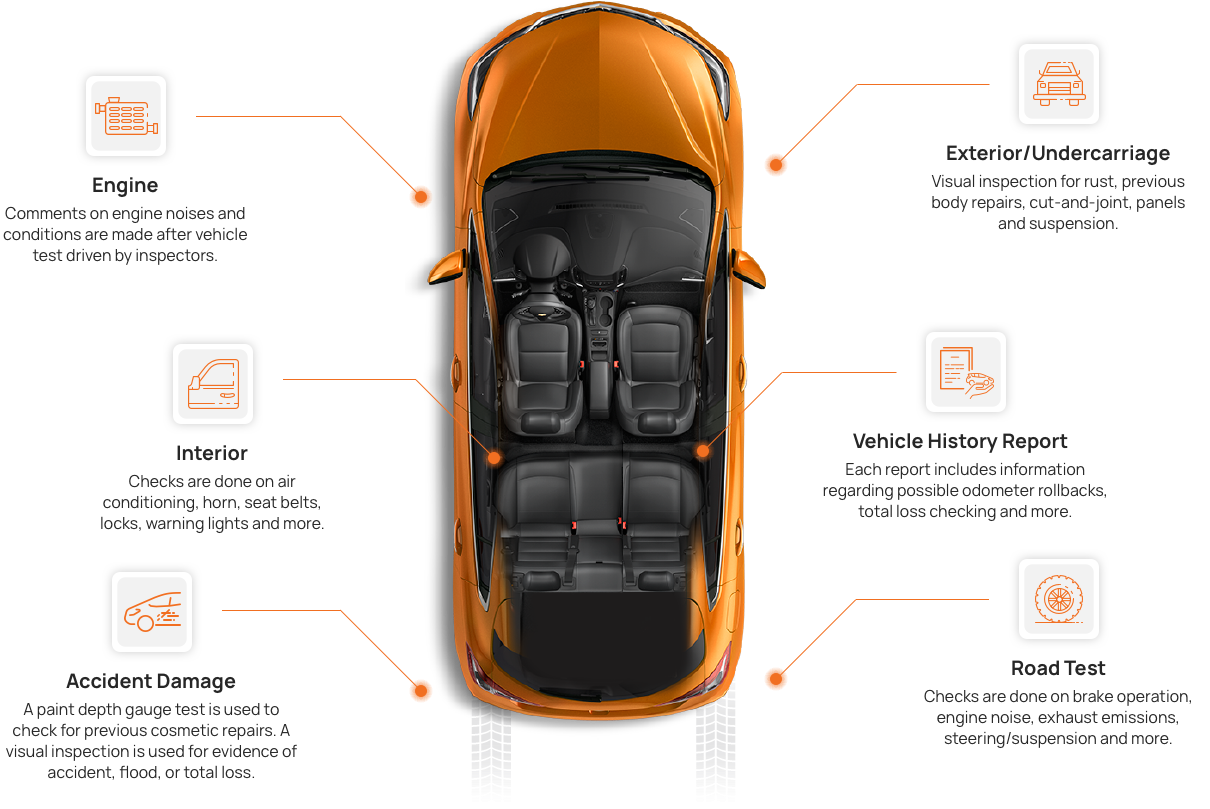 Engine
Comments on engine noises and
conditions are made after vehicle
test driven by inspectors.
Interior
Checks are done on air
conditioning, horn, seat belts,
locks, warning lights and more.
Accident Damage
A paint depth gauge test is used to
check for previous cosmetic repairs. A
visual inspection is used for evidence of
accident, flood, or total loss.
Exterior/Undercarriage
Visual inspection for rust, previous
body repairs, cut-and-joint, panels
and suspension.
Vehicle History Report
Each report includes information
regarding possible odometer rollbacks,
total loss checking and more.
Road Test
Checks are done on brake operation,
engine noise, exhaust emissions,
steering/suspension and more.